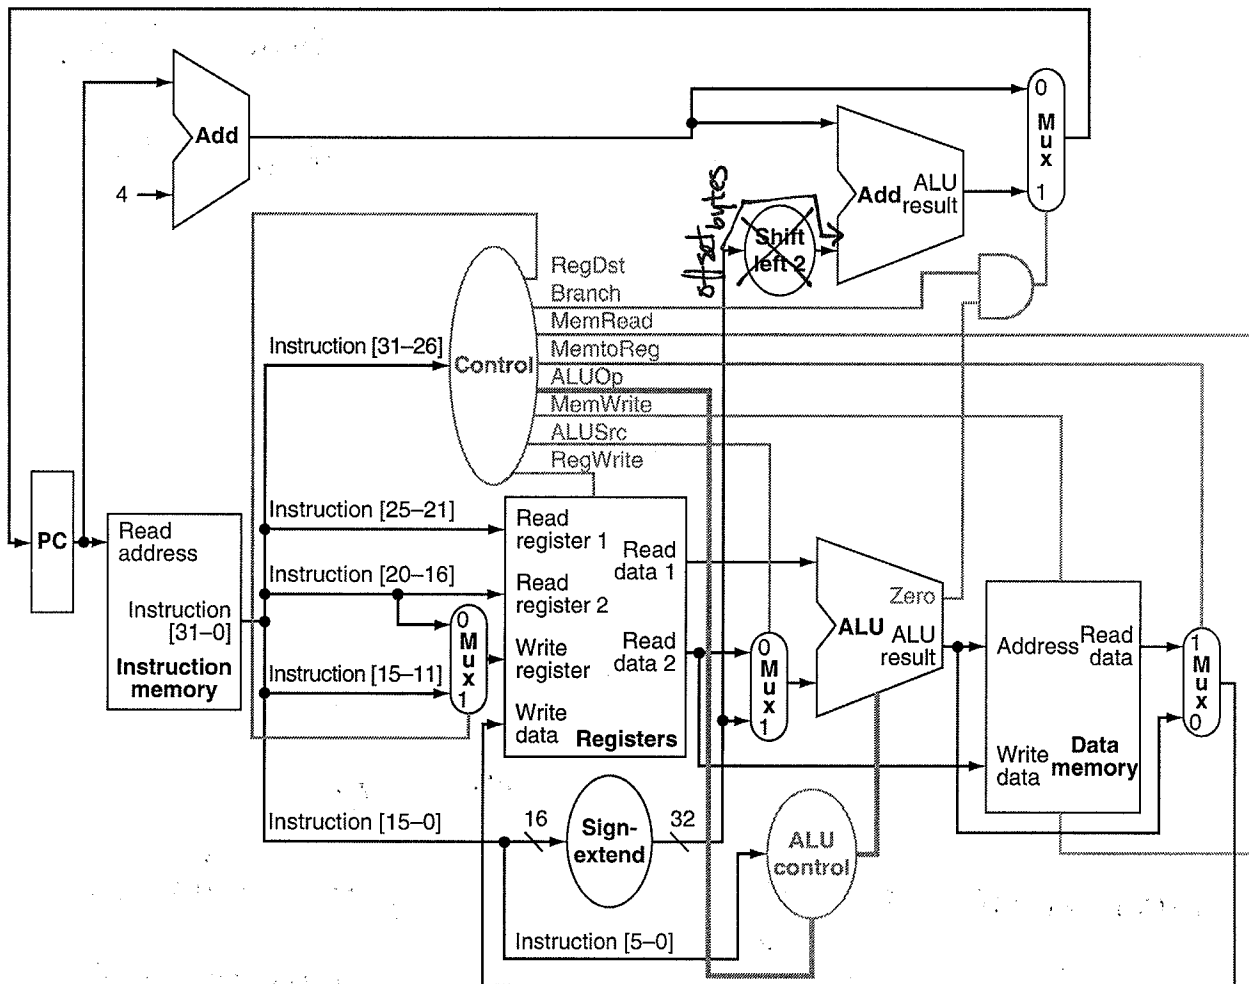 0
M
u
x
1
Add
4
ALU
Add result
Shift
left 2
offset bytes
RegDst
Branch
MemRead
MemtoReg
ALUOp
MemWrite
ALUSrc
RegWrite
Control
Instruction [31–26]
Instruction [25–21]
Instruction [20–16]
Instruction [15–11]
Instruction [15–0]
Instruction [5–0]
PC
Read
address
Instruction
[31–0]
Instruction
memory
0
M
u
x
1
Read
register 1
Read
register 2
Write
register
Write
data
Read
data 1
Read
data 2
Registers
0
M
u
x
1
Zero
ALU
ALU
result
Address
Read
data
Write
data
Data
memory
1
M
u
x
0
16
Sign-
extend
32
ALU
control